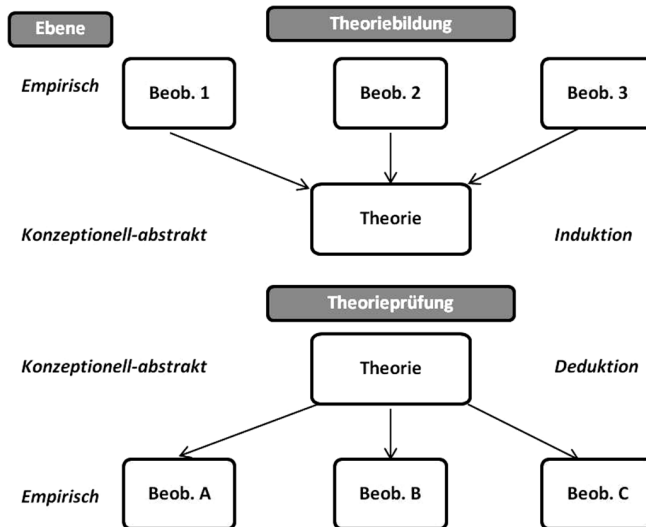 Ebene
Theoriebildung
Empirisch
Beob. 1
Beob. 2
Beob. 3
Theorie
Konzeptionell-abstrakt
Induktion
Theorieprüfung
Konzeptionell-abstrakt
Theorie
Deduktion
Empirisch
Beob. A
Beob. B
Beob. C